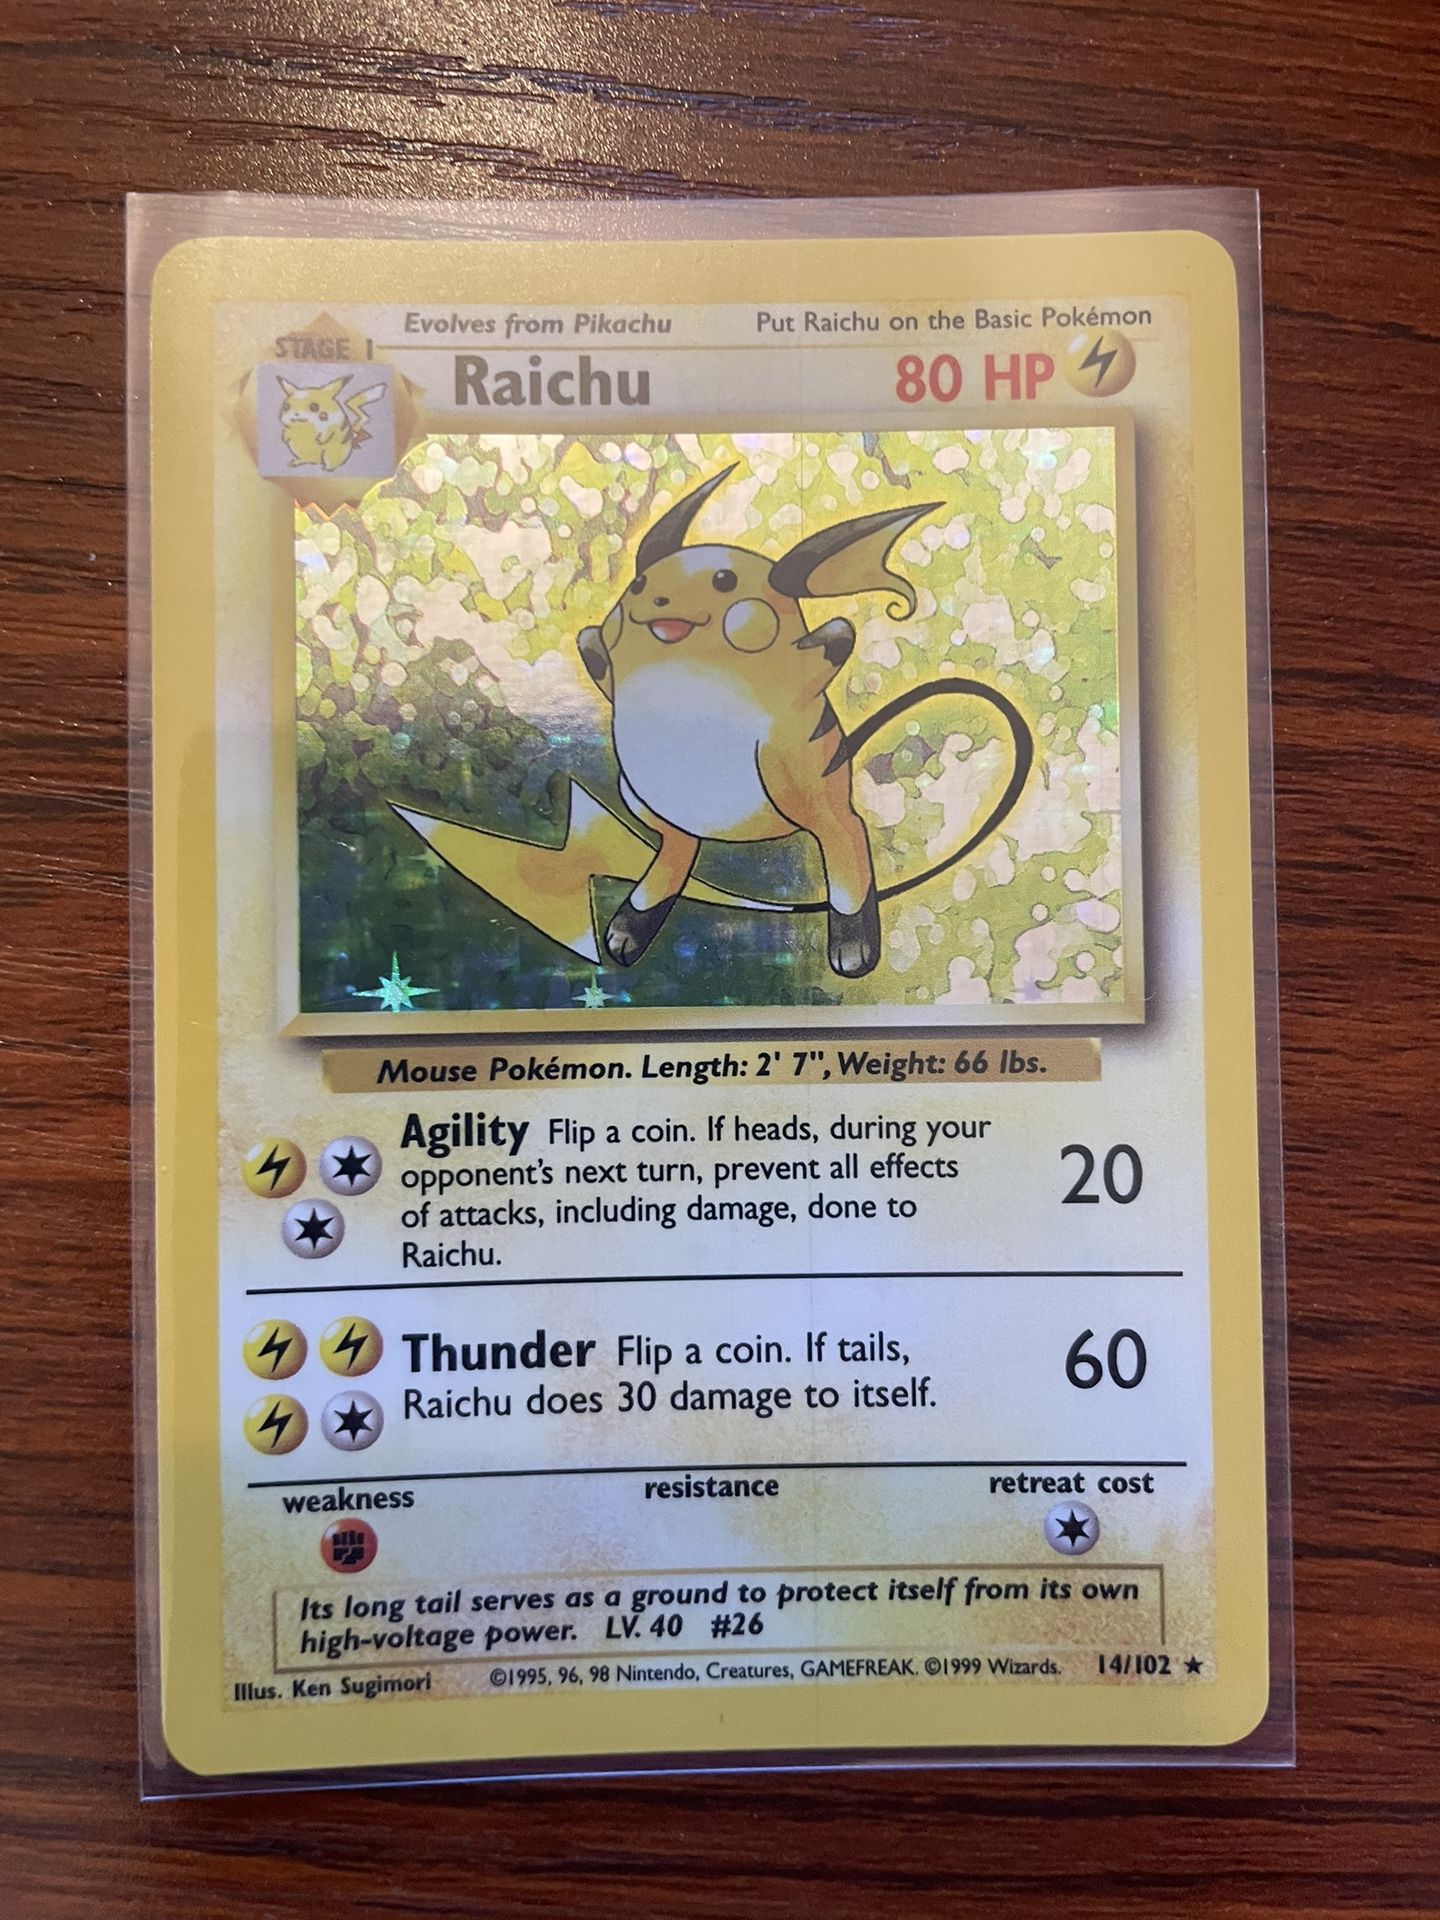 Evolves from Pikachu Put Raichu on the Basic Pokémon
STAGE 1
Raichu 80 HP
Mouse Pokémon. Length: 2' 7", Weight: 66 lbs.
Agility Flip a coin. If heads, during your
opponent's next turn, prevent all effects
of attacks, including damage, done to
Raichu.
20
Thunder Flip a coin. If tails,
Raichu does 30 damage to itself.
60
weakness resistance retreat cost
Its long tail serves as a ground to protect itself from its own
high-voltage power. LV. 40 #26
Illus. Ken Sugimori ©1995, 96, 98 Nintendo, Creatures, GAMEFREAK. ©1999 Wizards. 14/102 ★